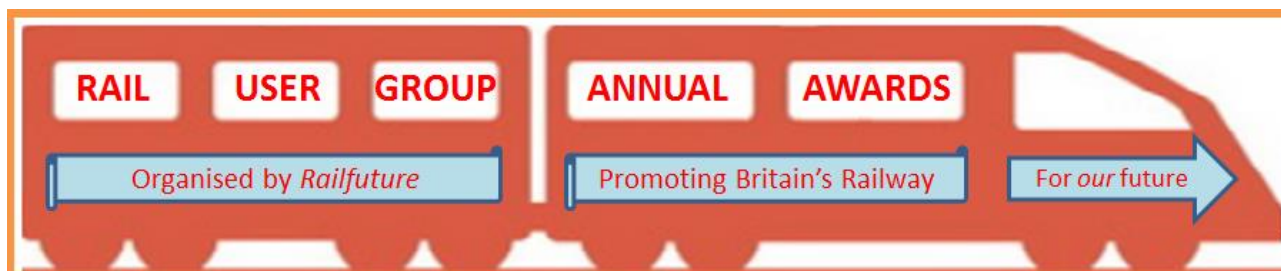 RAIL USER GROUP ANNUAL AWARDS
Organised by Railfuture Promoting Britain's Railway For our future